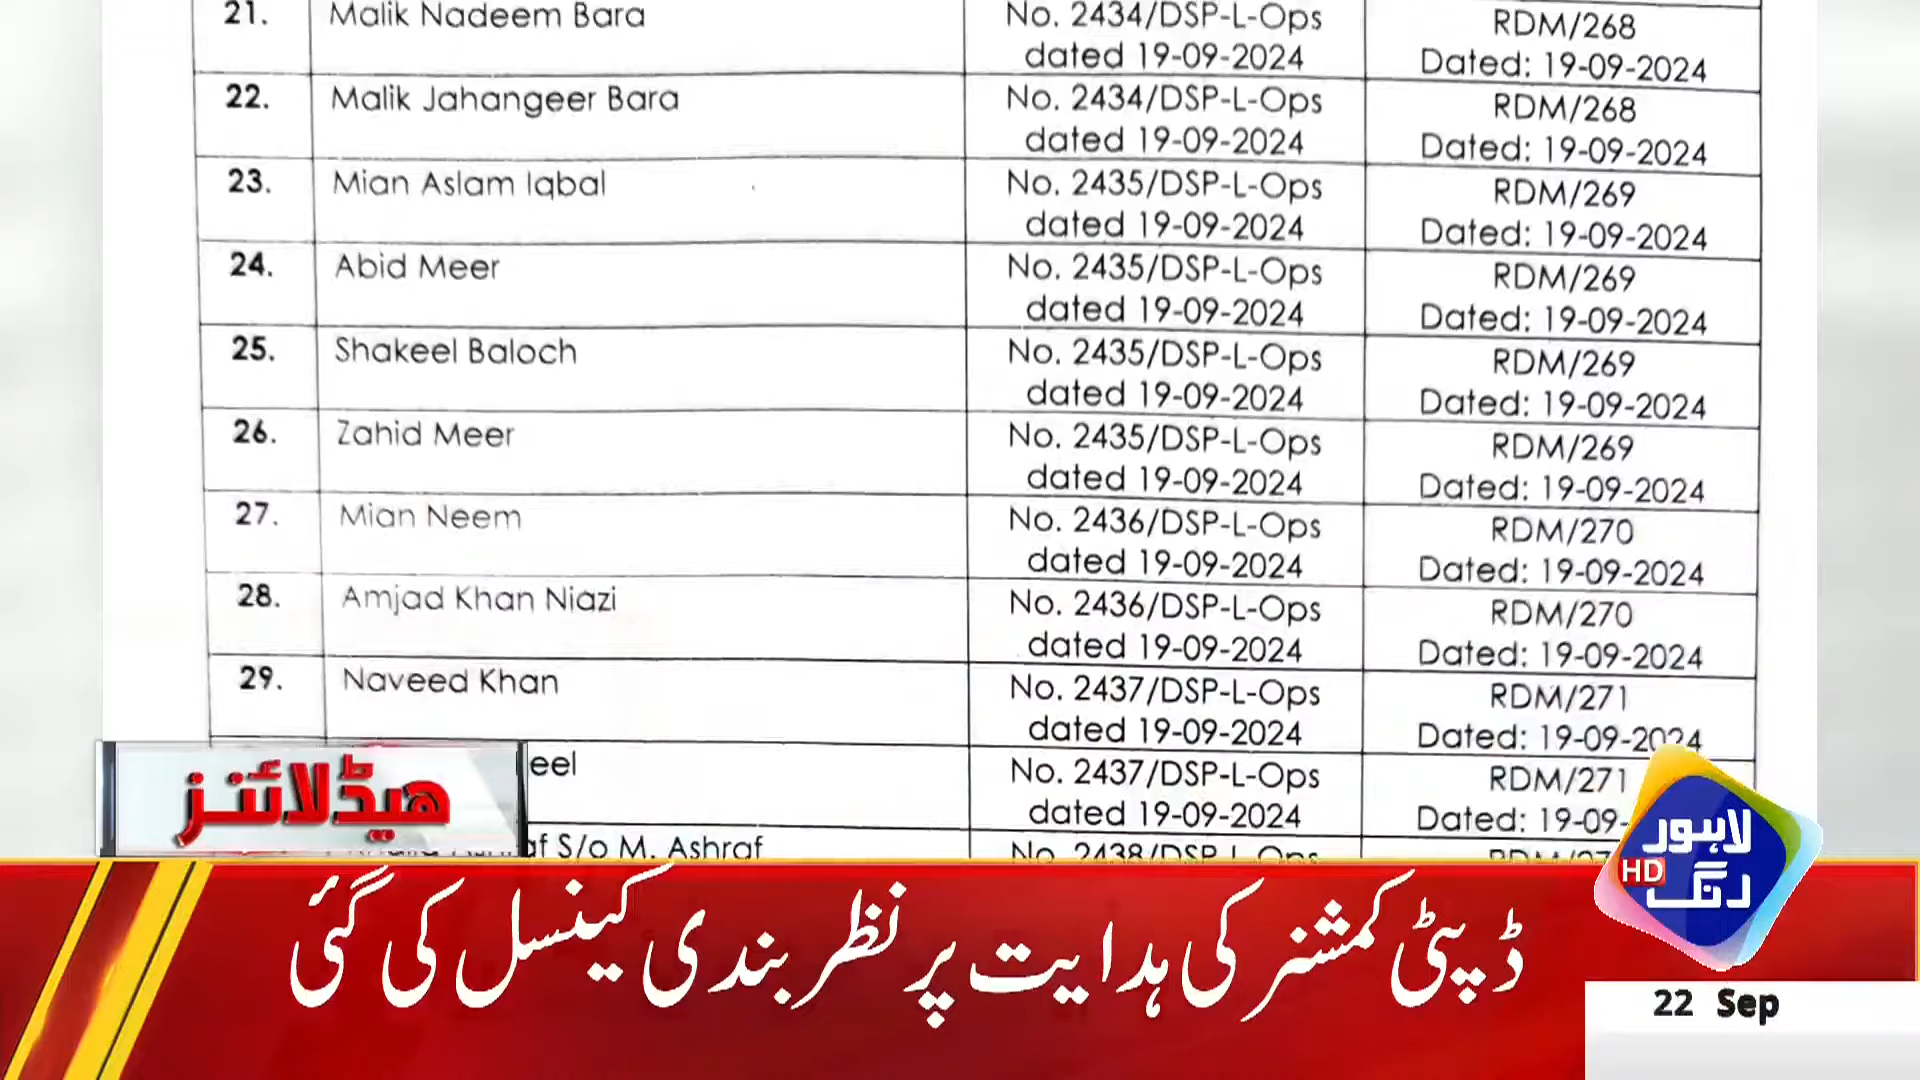 21. Malik Nadeem Bara No. 2434/DSP-L-Ops RDM/268
dated 19-09-2024 Dated: 19-09-2024
22. Malik Jahangeer Bara No. 2434/DSP-L-Ops RDM/268
dated 19-09-2024 Dated: 19-09-2024
23. Mian Aslam Iqbal No. 2435/DSP-L-Ops RDM/269
dated 19-09-2024 Dated: 19-09-2024
24. Abid Meer No. 2435/DSP-L-Ops RDM/269
dated 19-09-2024 Dated: 19-09-2024
25. Shakeel Baloch No. 2435/DSP-L-Ops RDM/269
dated 19-09-2024 Dated: 19-09-2024
26. Zahid Meer No. 2435/DSP-L-Ops RDM/269
dated 19-09-2024 Dated: 19-09-2024
27. Mian Neem No. 2436/DSP-L-Ops RDM/270
dated 19-09-2024 Dated: 19-09-2024
28. Amjad Khan Niazi No. 2436/DSP-L-Ops RDM/270
dated 19-09-2024 Dated: 19-09-2024
29. Naveed Khan No. 2437/DSP-L-Ops RDM/271
dated 19-09-2024 Dated: 19-09-2024
eel No. 2437/DSP-L-Ops RDM/271
dated 19-09-2024 Dated: 19-09-
S/o M. Ashraf No. 2438/DSP-L-Ops
ہیڈلائنز
لاہور
رنگ HD
ڈپٹی کمشنر کی ہدایت پر نظر بندی کینسل کی گئی
22 Sep